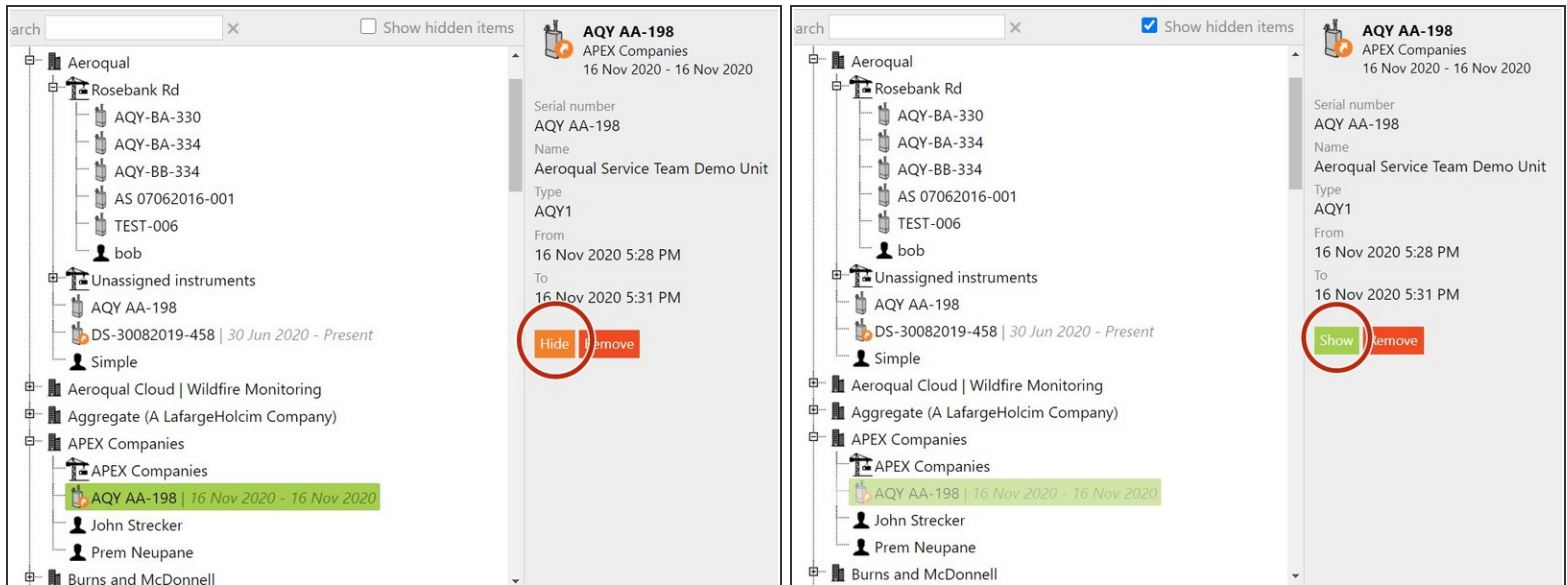 arch Show hidden items
Aeroqual
Rosebank Rd
AQY-BA-330
AQY-BA-334
AQY-BB-334
AS 07062016-001
TEST-006
bob
Unassigned instruments
AQY AA-198
DS-30082019-458 | 30 Jun 2020 - Present
Simple
Aeroqual Cloud | Wildfire Monitoring
Aggregate (A LafargeHolcim Company)
APEX Companies
APEX Companies
AQY AA-198 | 16 Nov 2020 - 16 Nov 2020
John Strecker
Prem Neupane
Burns and McDonnell
AQY AA-198
APEX Companies
16 Nov 2020 - 16 Nov 2020
Serial number
AQY AA-198
Name
Aeroqual Service Team Demo Unit
Type
AQY1
From
16 Nov 2020 5:28 PM
To
16 Nov 2020 5:31 PM
Hide Remove
arch Show hidden items
Aeroqual
Rosebank Rd
AQY-BA-330
AQY-BA-334
AQY-BB-334
AS 07062016-001
TEST-006
bob
Unassigned instruments
AQY AA-198
DS-30082019-458 | 30 Jun 2020 - Present
Simple
Aeroqual Cloud | Wildfire Monitoring
Aggregate (A LafargeHolcim Company)
APEX Companies
APEX Companies
AQY AA-198 | 16 Nov 2020 - 16 Nov 2020
John Strecker
Prem Neupane
Burns and McDonnell
AQY AA-198
APEX Companies
16 Nov 2020 - 16 Nov 2020
Serial number
AQY AA-198
Name
Aeroqual Service Team Demo Unit
Type
AQY1
From
16 Nov 2020 5:28 PM
To
16 Nov 2020 5:31 PM
Show Remove